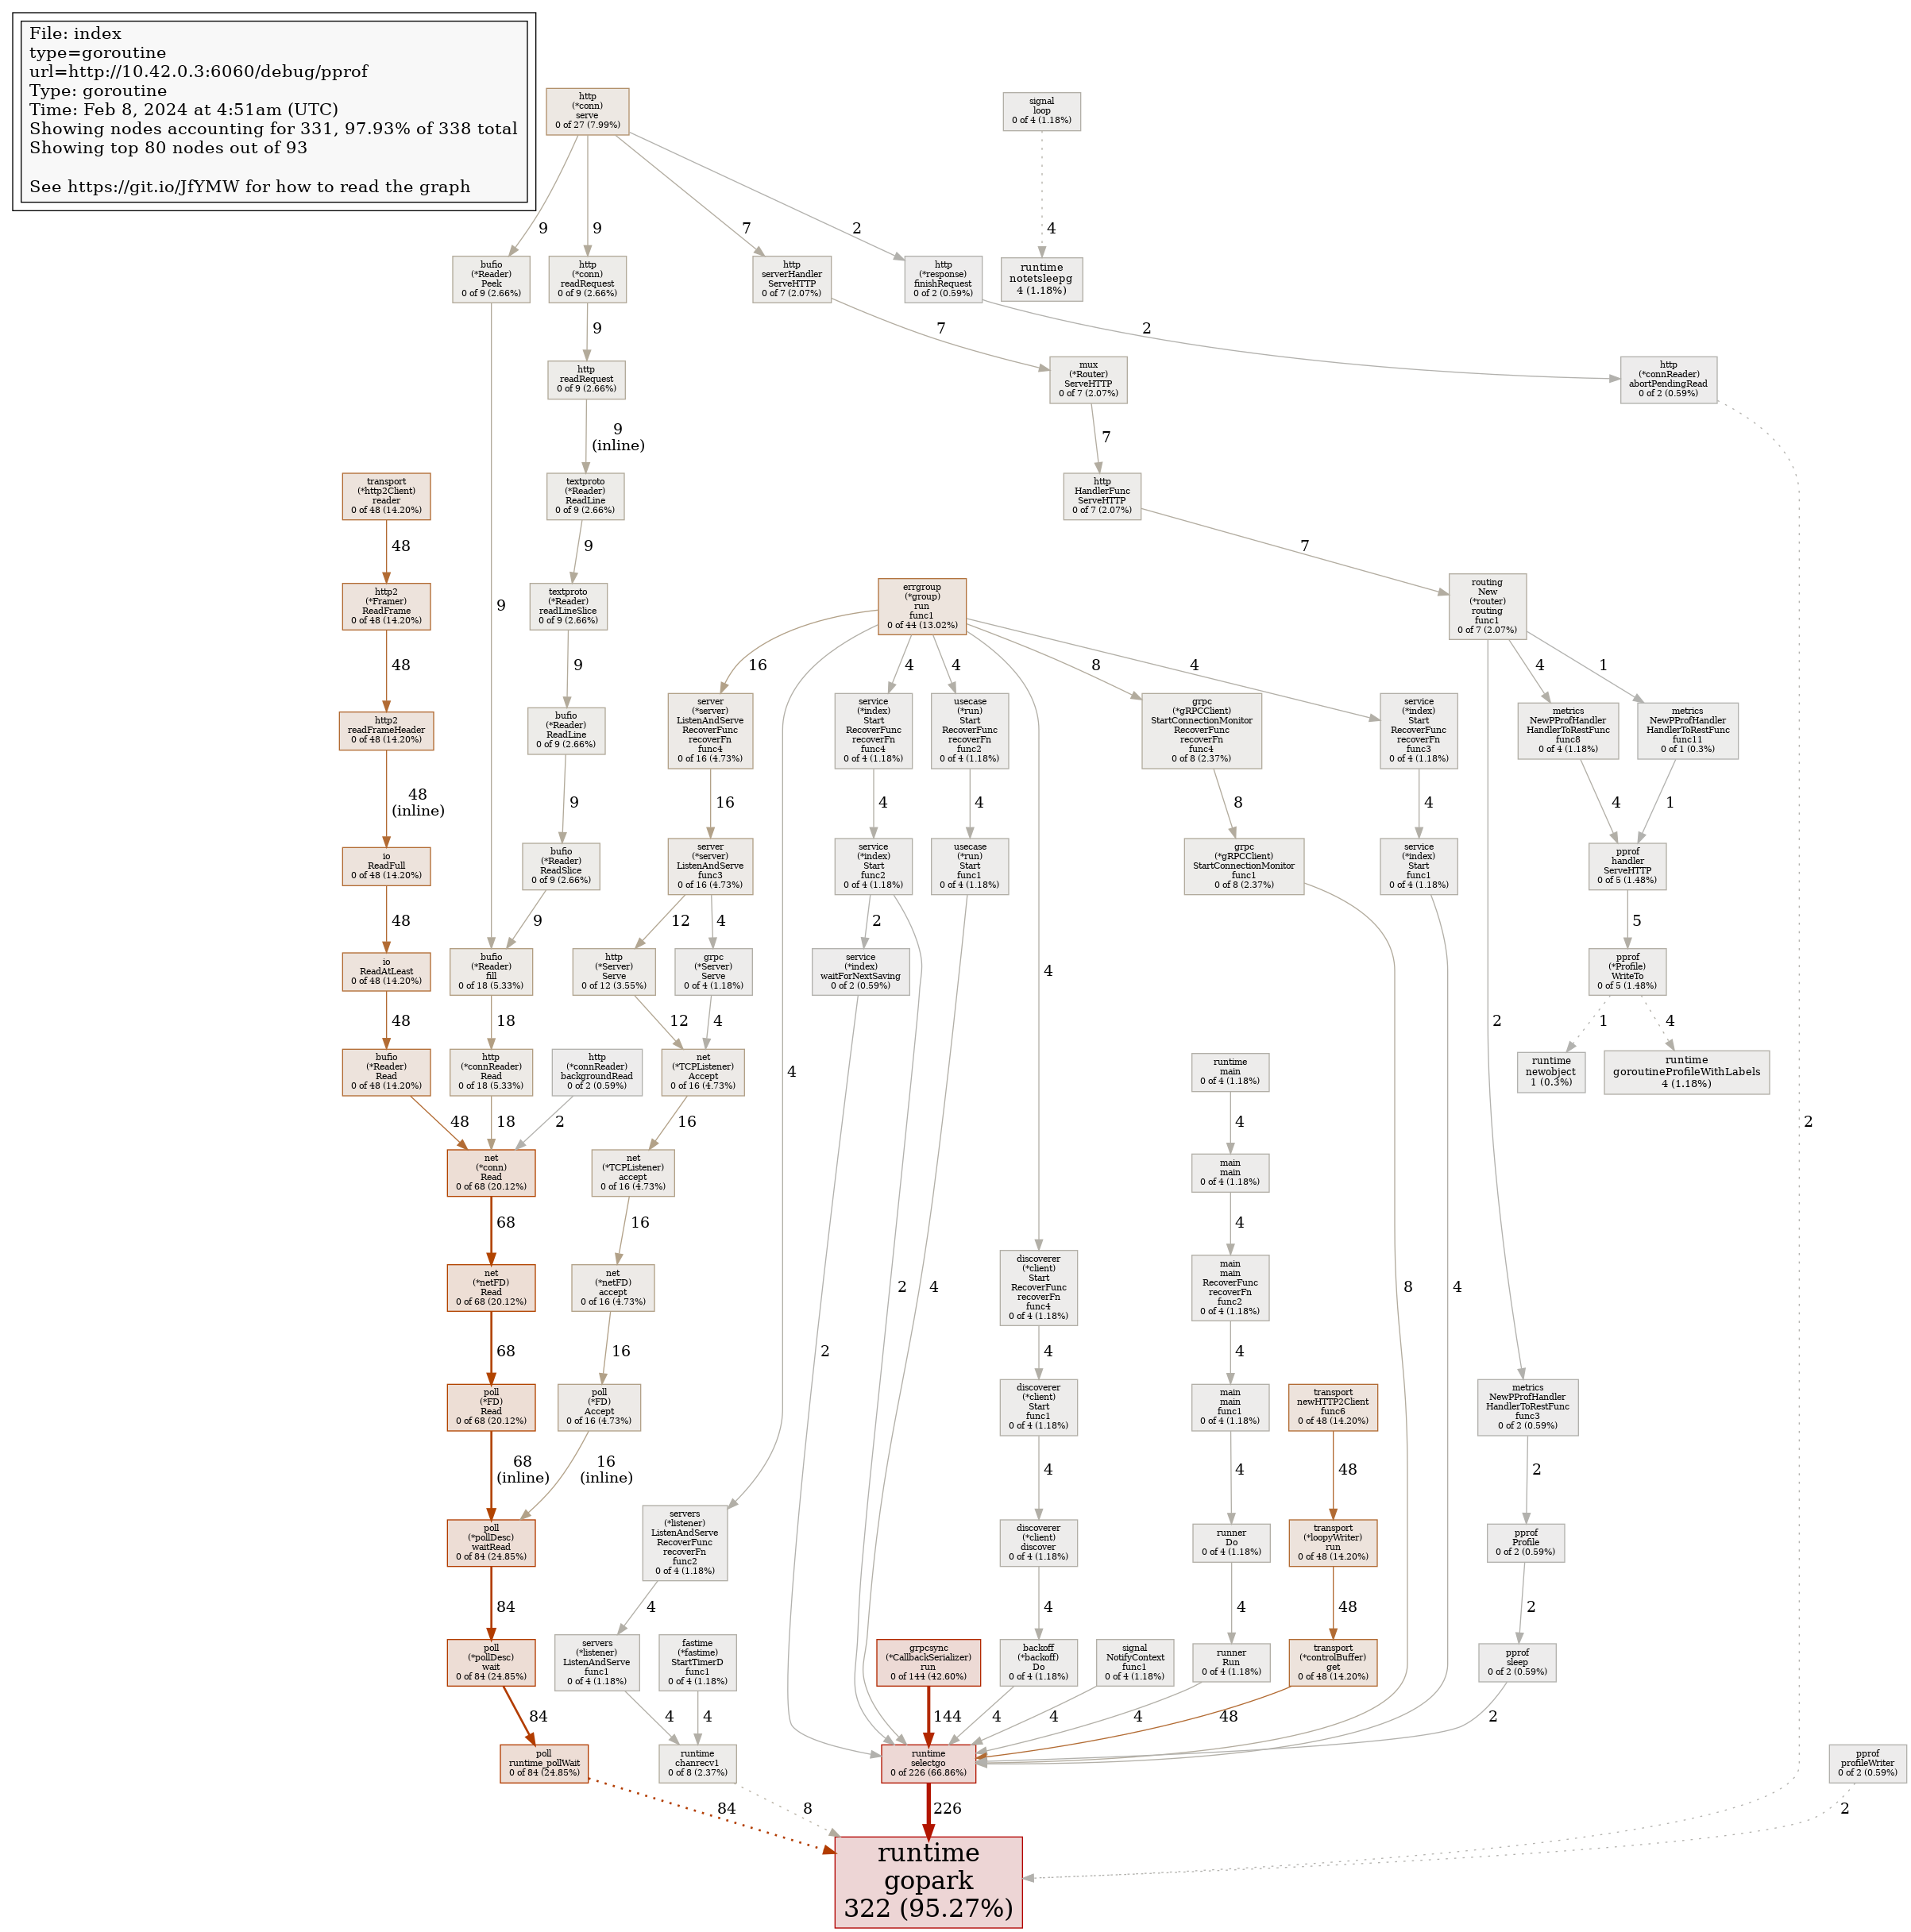 File: index
type=goroutine
url=http://10.42.0.3:6060/debug/pprof
Type: goroutine
Time: Feb 8, 2024 at 4:51am (UTC)
Showing nodes accounting for 331, 97.93% of 338 total
Showing top 80 nodes out of 93
See https://git.io/JfYMW for how to read the graph
http
(*conn)
serve
0 of 27 (7.99%)
signal
loop
0 of 4 (1.18%)
9
9
7
2
4
bufio
(*Reader)
Peek
0 of 9 (2.66%)
http
(*conn)
readRequest
0 of 9 (2.66%)
http
serverHandler
ServeHTTP
0 of 7 (2.07%)
http
(*response)
finishRequest
0 of 2 (0.59%)
runtime
notetsleepg
4 (1.18%)
9
7
2
http
readRequest
0 of 9 (2.66%)
mux
(*Router)
ServeHTTP
0 of 7 (2.07%)
http
(*connReader)
abortPendingRead
0 of 2 (0.59%)
9
(inline)
7
transport
(*http2Client)
reader
0 of 48 (14.20%)
textproto
(*Reader)
ReadLine
0 of 9 (2.66%)
http
HandlerFunc
ServeHTTP
0 of 7 (2.07%)
48
9
7
http2
(*Framer)
ReadFrame
0 of 48 (14.20%)
9
textproto
(*Reader)
readLineSlice
0 of 9 (2.66%)
errgroup
(*group)
run
func1
0 of 44 (13.02%)
routing
New
(*router)
routing
func1
0 of 7 (2.07%)
48
9
16
4
4
8
4
4
1
http2
readFrameHeader
0 of 48 (14.20%)
bufio
(*Reader)
ReadLine
0 of 9 (2.66%)
server
(*server)
ListenAndServe
RecoverFunc
recoverFn
func4
0 of 16 (4.73%)
service
(*index)
Start
RecoverFunc
recoverFn
func4
0 of 4 (1.18%)
usecase
(*run)
Start
RecoverFunc
recoverFn
func2
0 of 4 (1.18%)
grpc
(*gRPCClient)
StartConnectionMonitor
RecoverFunc
recoverFn
func4
0 of 8 (2.37%)
service
(*index)
Start
RecoverFunc
recoverFn
func3
0 of 4 (1.18%)
metrics
NewPProfHandler
HandlerToRestFunc
func8
0 of 4 (1.18%)
metrics
NewPProfHandler
HandlerToRestFunc
func11
0 of 1 (0.3%)
48
(inline)
9
16
4
4
8
4
4
1
io
ReadFull
0 of 48 (14.20%)
bufio
(*Reader)
ReadSlice
0 of 9 (2.66%)
server
(*server)
ListenAndServe
func3
0 of 16 (4.73%)
service
(*index)
Start
func2
0 of 4 (1.18%)
usecase
(*run)
Start
func1
0 of 4 (1.18%)
grpc
(*gRPCClient)
StartConnectionMonitor
func1
0 of 8 (2.37%)
service
(*index)
Start
func1
0 of 4 (1.18%)
pprof
handler
ServeHTTP
0 of 5 (1.48%)
48
9
12
4
2
5
io
ReadAtLeast
0 of 48 (14.20%)
bufio
(*Reader)
fill
0 of 18 (5.33%)
http
(*Server)
Serve
0 of 12 (3.55%)
grpc
(*Server)
Serve
0 of 4 (1.18%)
service
(*index)
waitForNextSaving
0 of 2 (0.59%)
4
pprof
(*Profile)
WriteTo
0 of 5 (1.48%)
48
18
12
4
2
1
4
bufio
(*Reader)
Read
0 of 48 (14.20%)
http
(*connReader)
Read
0 of 18 (5.33%)
http
(*connReader)
backgroundRead
0 of 2 (0.59%)
net
(*TCPListener)
Accept
0 of 16 (4.73%)
4
runtime
main
0 of 4 (1.18%)
runtime
newobject
1 (0.3%)
runtime
goroutineProfileWithLabels
4 (1.18%)
48
18
2
16
4
2
net
(*conn)
Read
0 of 68 (20.12%)
net
(*TCPListener)
accept
0 of 16 (4.73%)
main
main
0 of 4 (1.18%)
68
16
4
net
(*netFD)
Read
0 of 68 (20.12%)
net
(*netFD)
accept
0 of 16 (4.73%)
2
4
discoverer
(*client)
Start
RecoverFunc
recoverFn
func4
0 of 4 (1.18%)
main
main
RecoverFunc
recoverFn
func2
0 of 4 (1.18%)
8
4
68
16
2
4
4
poll
(*FD)
Read
0 of 68 (20.12%)
poll
(*FD)
Accept
0 of 16 (4.73%)
discoverer
(*client)
Start
func1
0 of 4 (1.18%)
main
main
func1
0 of 4 (1.18%)
transport
newHTTP2Client
func6
0 of 48 (14.20%)
metrics
NewPProfHandler
HandlerToRestFunc
func3
0 of 2 (0.59%)
68
(inline)
16
(inline)
4
4
48
2
poll
(*pollDesc)
waitRead
0 of 84 (24.85%)
servers
(*listener)
ListenAndServe
RecoverFunc
recoverFn
func2
0 of 4 (1.18%)
discoverer
(*client)
discover
0 of 4 (1.18%)
runner
Do
0 of 4 (1.18%)
transport
(*loopyWriter)
run
0 of 48 (14.20%)
pprof
Profile
0 of 2 (0.59%)
84
4
4
4
48
2
poll
(*pollDesc)
wait
0 of 84 (24.85%)
servers
(*listener)
ListenAndServe
func1
0 of 4 (1.18%)
fastime
(*fastime)
StartTimerD
func1
0 of 4 (1.18%)
grpcsync
(*CallbackSerializer)
run
0 of 144 (42.60%)
backoff
(*backoff)
Do
0 of 4 (1.18%)
signal
NotifyContext
func1
0 of 4 (1.18%)
runner
Run
0 of 4 (1.18%)
transport
(*controlBuffer)
get
0 of 48 (14.20%)
pprof
sleep
0 of 2 (0.59%)
84
4
4
144
4
4
4
48
2
poll
runtime_pollWait
0 of 84 (24.85%)
runtime
chanrecv1
0 of 8 (2.37%)
runtime
selectgo
0 of 226 (66.86%)
pprof
profileWriter
0 of 2 (0.59%)
84
8
226
2
runtime
gopark
322 (95.27%)